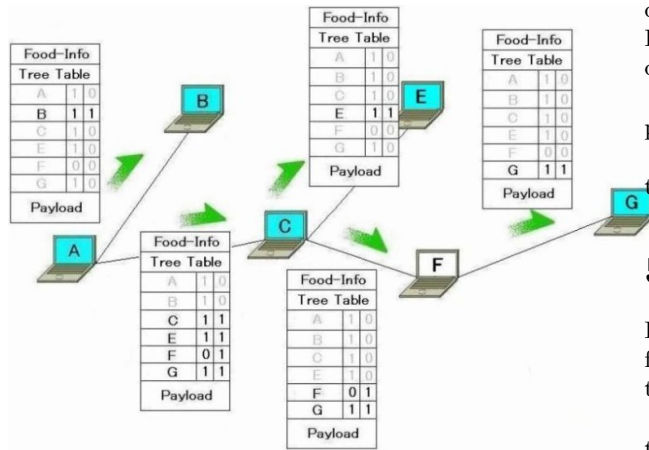 Food-Info
Tree Table
A 1 0
B 1 1
C 1 0
E 1 0
F 0 0
G 1 0
Payload
B
Food-Info
Tree Table
A 1 0
B 1 0
C 1 0
E 1 1
F 0 0
G 1 0
Payload
E
Food-Info
Tree Table
A 1 0
B 1 0
C 1 0
E 1 0
F 0 0
G 1 1
Payload
G
A
C
F
Food-Info
Tree Table
A 1 0
B 1 0
C 1 1
E 1 1
F 0 1
G 1 1
Payload
Food-Info
Tree Table
A 1 0
B 1 0
C 1 0
E 1 0
F 0 1
G 1 1
Payload